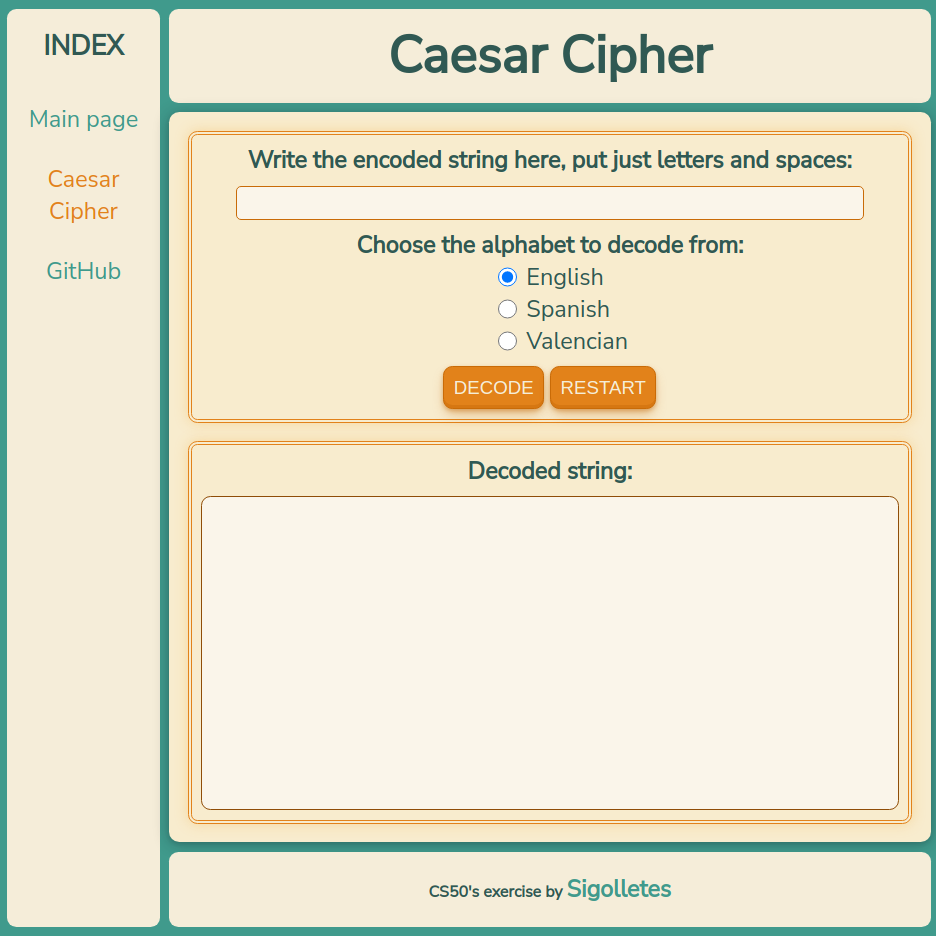 INDEX
Main page
Caesar
Cipher
GitHub
Caesar Cipher
Write the encoded string here, put just letters and spaces:
Choose the alphabet to decode from:
English
Spanish
Valencian
DECODE RESTART
Decoded string:
CS50's exercise by Sigolletes